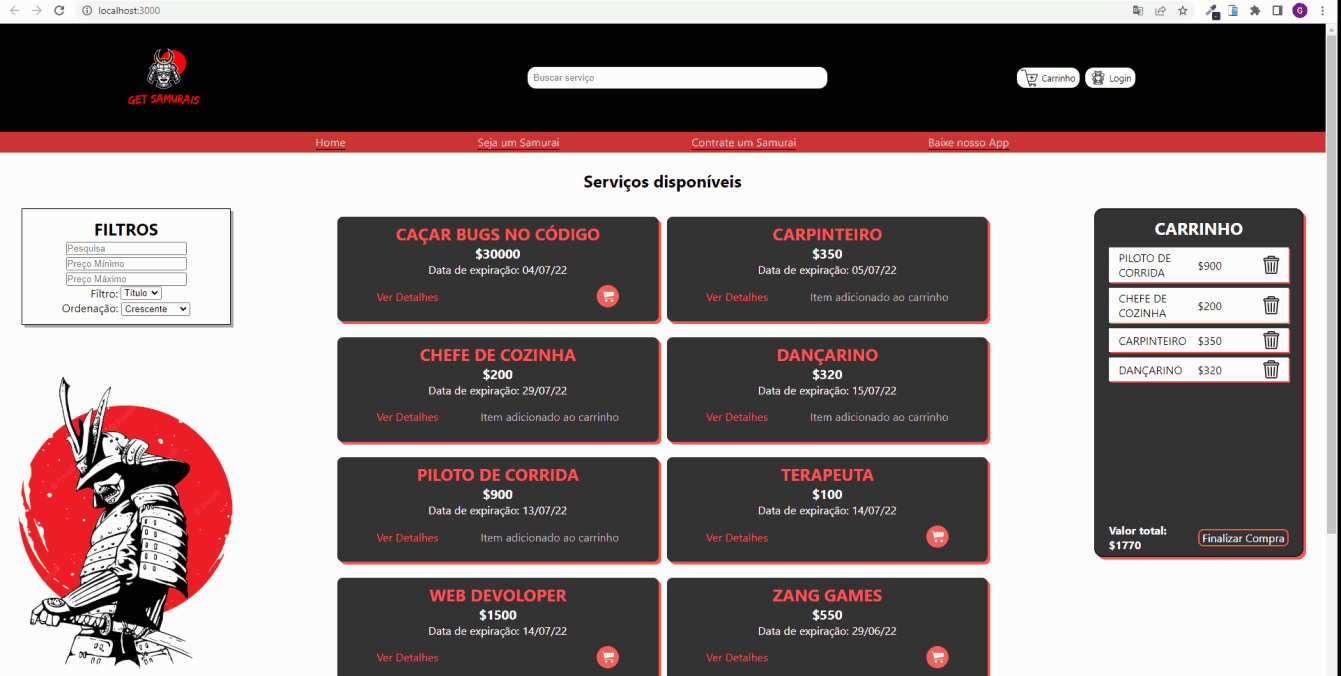 localhost:3000
G
GET SAMURAIS
Buscar serviço
Carrinho
Login
Home
Seja um Samurai
Contrate um Samurai
Baixe nosso App
Serviços disponíveis
FILTROS
Pesquisa
Preço Mínimo
Preço Máximo
Filtro: Título
Ordenação: Crescente
CAÇAR BUGS NO CÓDIGO
$30000
Data de expiração: 04/07/22
Ver Detalhes
CARPINTEIRO
$350
Data de expiração: 05/07/22
Ver Detalhes
Item adicionado ao carrinho
CHEFE DE COZINHA
$200
Data de expiração: 29/07/22
Ver Detalhes
Item adicionado ao carrinho
DANÇARINO
$320
Data de expiração: 15/07/22
Ver Detalhes
Item adicionado ao carrinho
PILOTO DE CORRIDA
$900
Data de expiração: 13/07/22
Ver Detalhes
Item adicionado ao carrinho
TERAPEUTA
$100
Data de expiração: 14/07/22
Ver Detalhes
WEB DEVOLOPER
$1500
Data de expiração: 14/07/22
Ver Detalhes
ZANG GAMES
$550
Data de expiração: 29/06/22
Ver Detalhes
CARRINHO
PILOTO DE
CORRIDA
$900
CHEFE DE
COZINHA
$200
CARPINTEIRO
$350
DANÇARINO
$320
Valor total:
$1770
Finalizar Compra